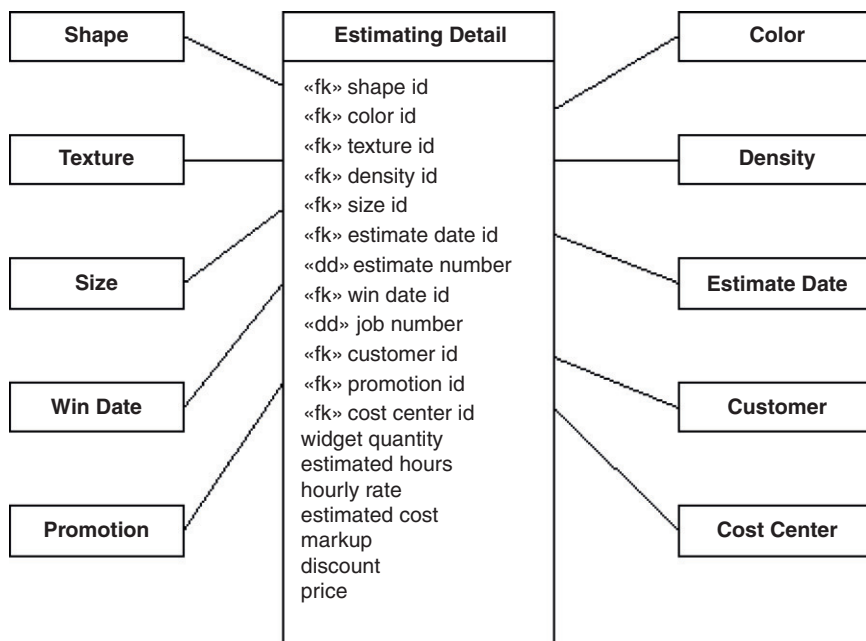 Shape
Texture
Size
Win Date
Promotion
Estimating Detail
«fk» shape id
«fk» color id
«fk» texture id
«fk» density id
«fk» size id
«fk» estimate date id
«dd» estimate number
«fk» win date id
«dd» job number
«fk» customer id
«fk» promotion id
«fk» cost center id
widget quantity
estimated hours
hourly rate
estimated cost
markup
discount
price
Color
Density
Estimate Date
Customer
Cost Center